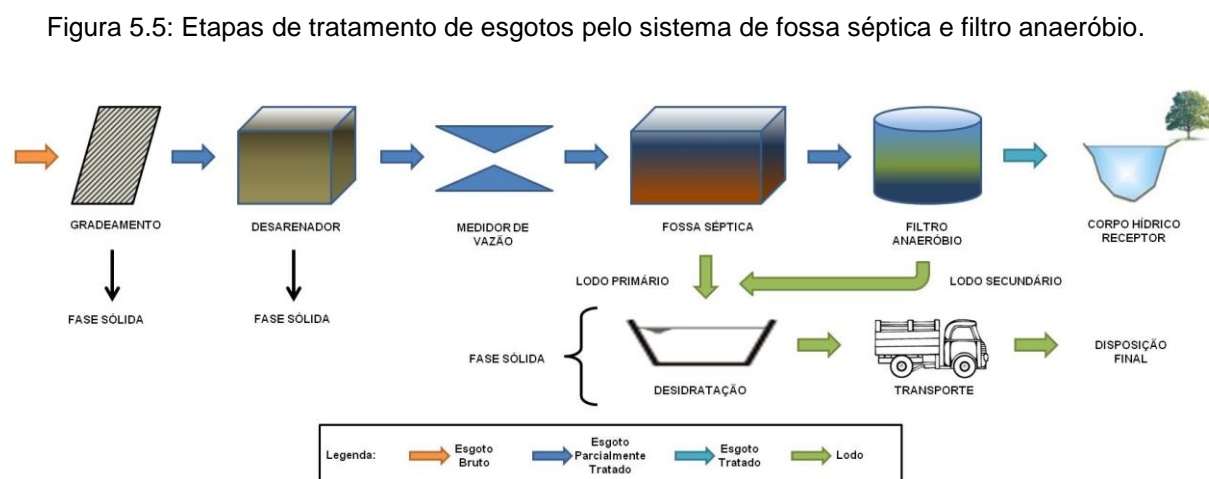 Figura 5.5: Etapas de tratamento de esgotos pelo sistema de fossa séptica e filtro anaeróbio.
GRADEAMENTO
DESARENADOR
MEDIDOR DE
VAZÃO
FOSSA SÉPTICA
FILTRO
ANAERÓBIO
CORPO HÍDRICO
RECEPTOR
LODO PRIMÁRIO
LODO SECUNDÁRIO
FASE SÓLIDA
FASE SÓLIDA
FASE SÓLIDA
DESIDRATAÇÃO
TRANSPORTE
DISPOSIÇÃO
FINAL
Legenda:
Esgoto
Bruto
Esgoto
Parcialmente
Tratado
Esgoto
Tratado
Lodo